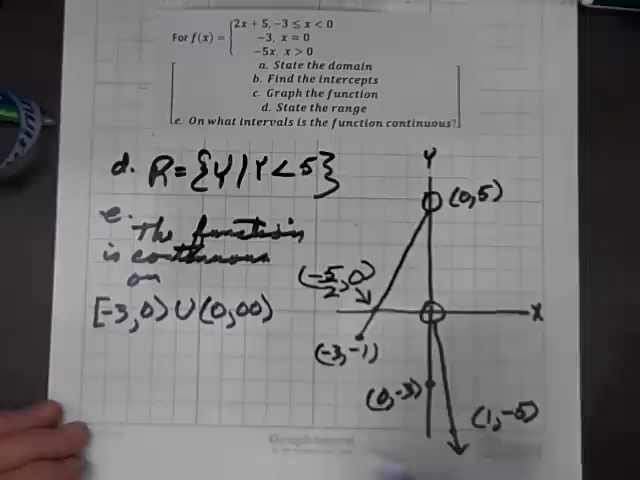 For f(x) = { 2x + 5, −3 ≤ x < 0
−3, x = 0
−5x, x > 0
a. State the domain
b. Find the intercepts
c. Graph the function
d. State the range
e. On what intervals is the function continuous?
d. R = {Y/Y < 5}
e. The function
is continuous
on
[-3, 0) U (0, 00)
Y
(0, 5)
(-5/2, 0)
X
(-3, -1)
(0, -3)
(1, -5)